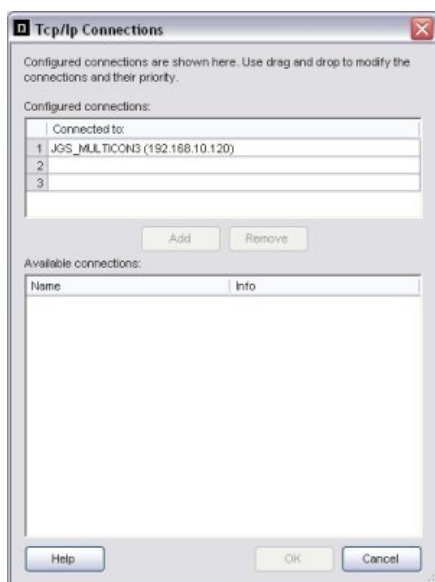 Tcp/Ip Connections
Configured connections are shown here. Use drag and drop to modify the
connections and their priority.
Configured connections:
Connected to:
1 JGS_MULTICON3 (192.168.10.120)
2
3
Add Remove
Available connections:
Name Info
Help OK Cancel